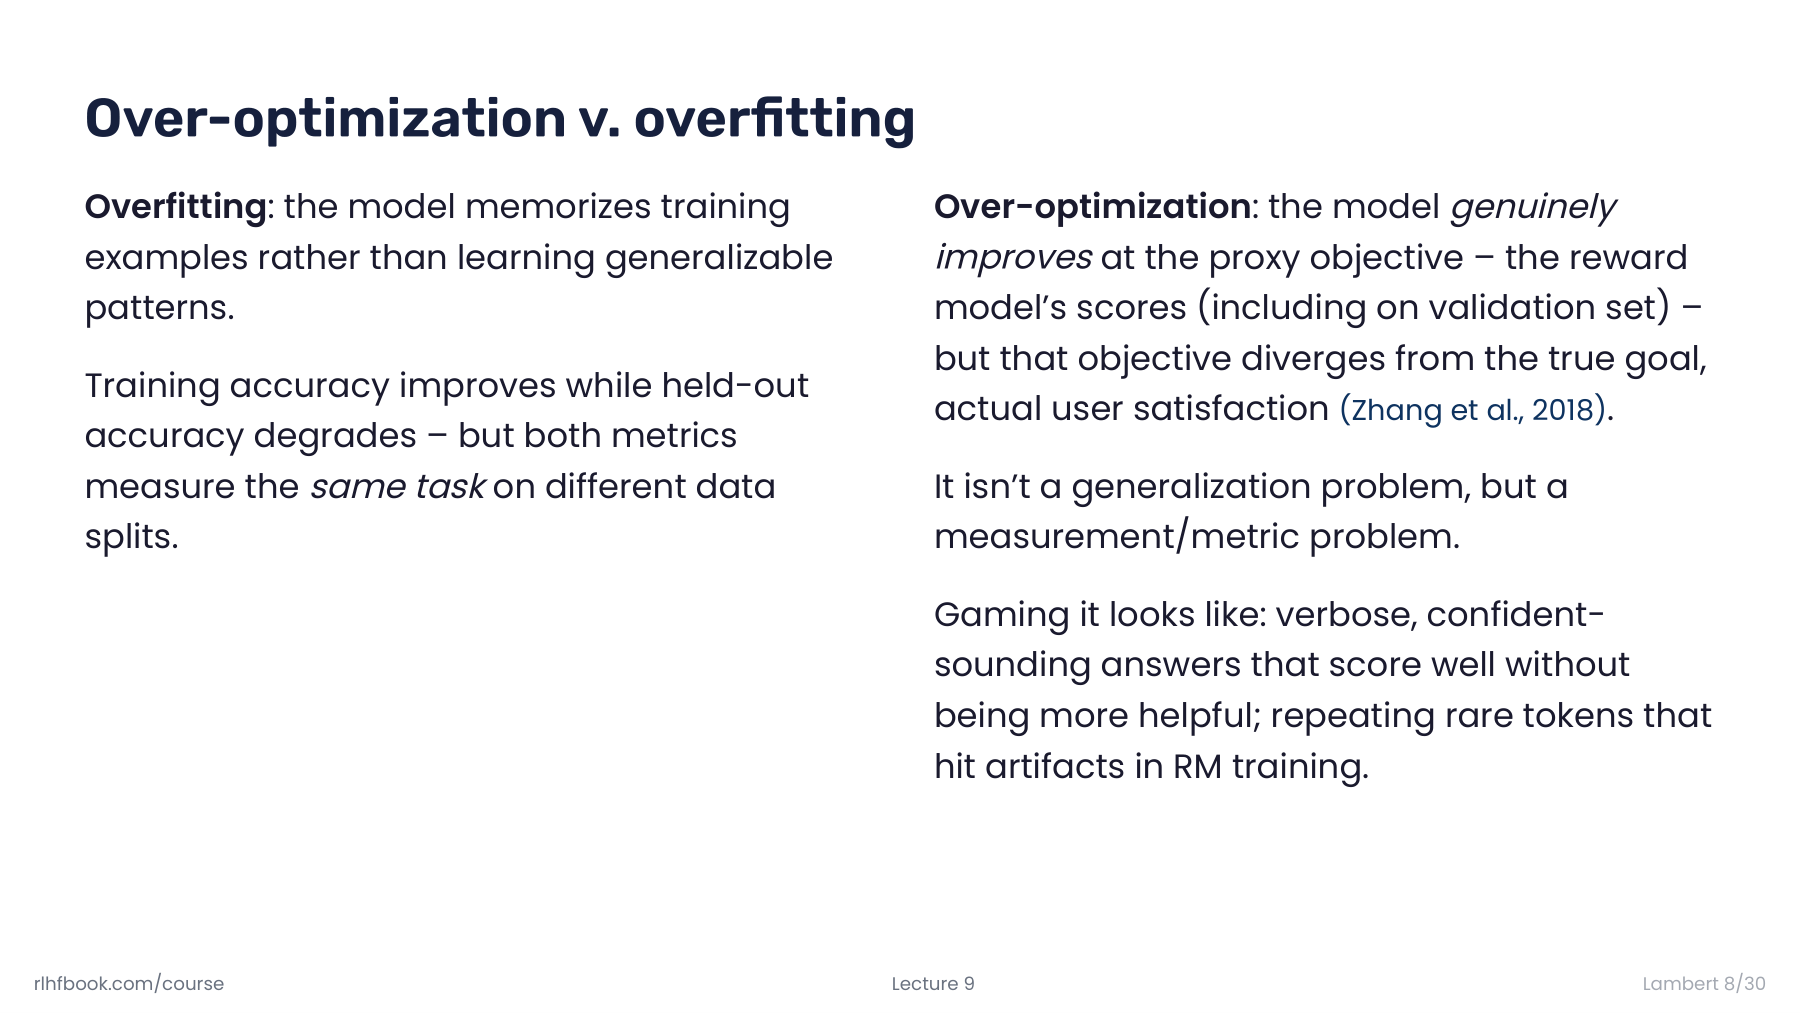 Over-optimization v. overfitting
Overfitting: the model memorizes training
examples rather than learning generalizable
patterns.
Training accuracy improves while held-out
accuracy degrades – but both metrics
measure the same task on different data
splits.
Over-optimization: the model genuinely
improves at the proxy objective – the reward
model’s scores (including on validation set) –
but that objective diverges from the true goal,
actual user satisfaction (Zhang et al., 2018).
It isn’t a generalization problem, but a
measurement/metric problem.
Gaming it looks like: verbose, confident-
sounding answers that score well without
being more helpful; repeating rare tokens that
hit artifacts in RM training.
rlhfbook.com/course
Lecture 9
Lambert 8/30